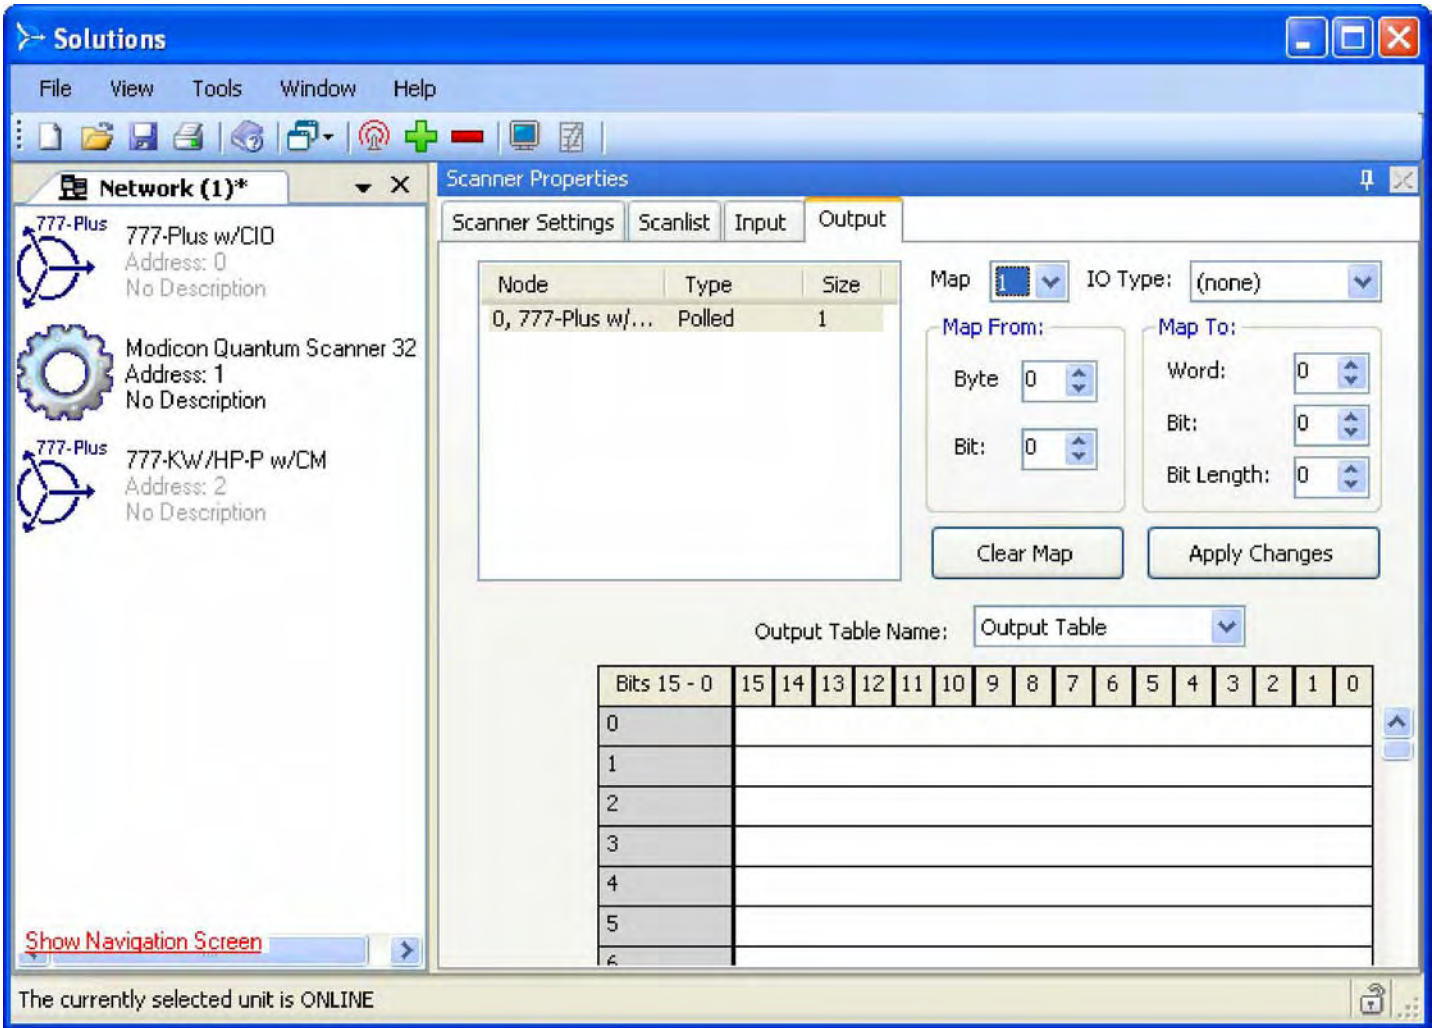 Solutions
File View Tools Window Help
Network (1)*
777-Plus
777-Plus w/CIO
Address: 0
No Description
Modicon Quantum Scanner 32
Address: 1
No Description
777-Plus
777-KW/HP-P w/CM
Address: 2
No Description
Show Navigation Screen
Scanner Properties
Scanner Settings Scanlist Input Output
Node Type Size
0, 777-Plus w/... Polled 1
Map 1 IO Type: (none)
Map From: Map To:
Byte 0 Word: 0
Bit: 0 Bit: 0
Bit Length: 0
Clear Map Apply Changes
Output Table Name: Output Table
Bits 15 - 0 15 14 13 12 11 10 9 8 7 6 5 4 3 2 1 0
0
1
2
3
4
5
6
The currently selected unit is ONLINE